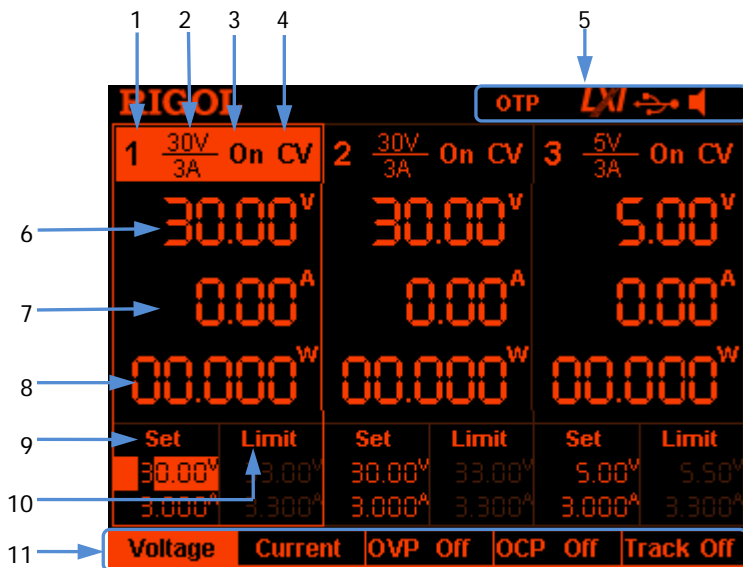 1 2 3 4 5
RIGOL OTP LXI
1 30V/3A On CV 2 30V/3A On CV 3 5V/3A On CV
6 30.00V 30.00V 5.00V
7 0.00A 0.00A 0.00A
8 00.000W 00.000W 00.000W
9 Set Limit Set Limit Set Limit
30.00V 33.00V 30.00V 33.00V 5.00V 5.50V
10 3.000A 3.300A 3.000A 3.300A 3.000A 3.300A
11 Voltage Current OVP Off OCP Off Track Off